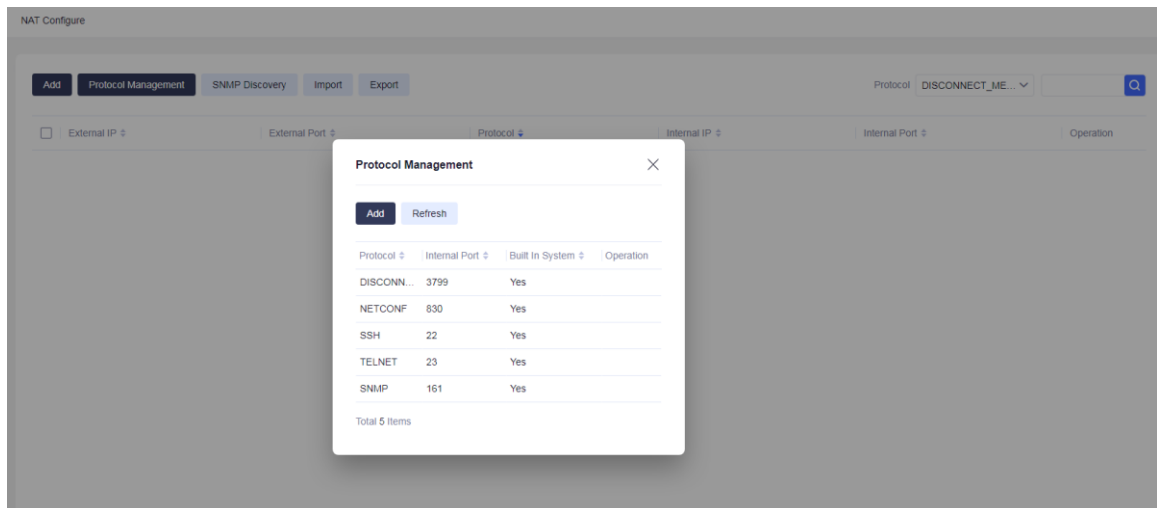 NAT Configure
Add Protocol Management SNMP Discovery Import Export Protocol DISCONNECT_ME...
External IP External Port Protocol Internal IP Internal Port Operation
Protocol Management
Add Refresh
Protocol Internal Port Built In System Operation
DISCONN... 3799 Yes
NETCONF 830 Yes
SSH 22 Yes
TELNET 23 Yes
SNMP 161 Yes
Total 5 Items